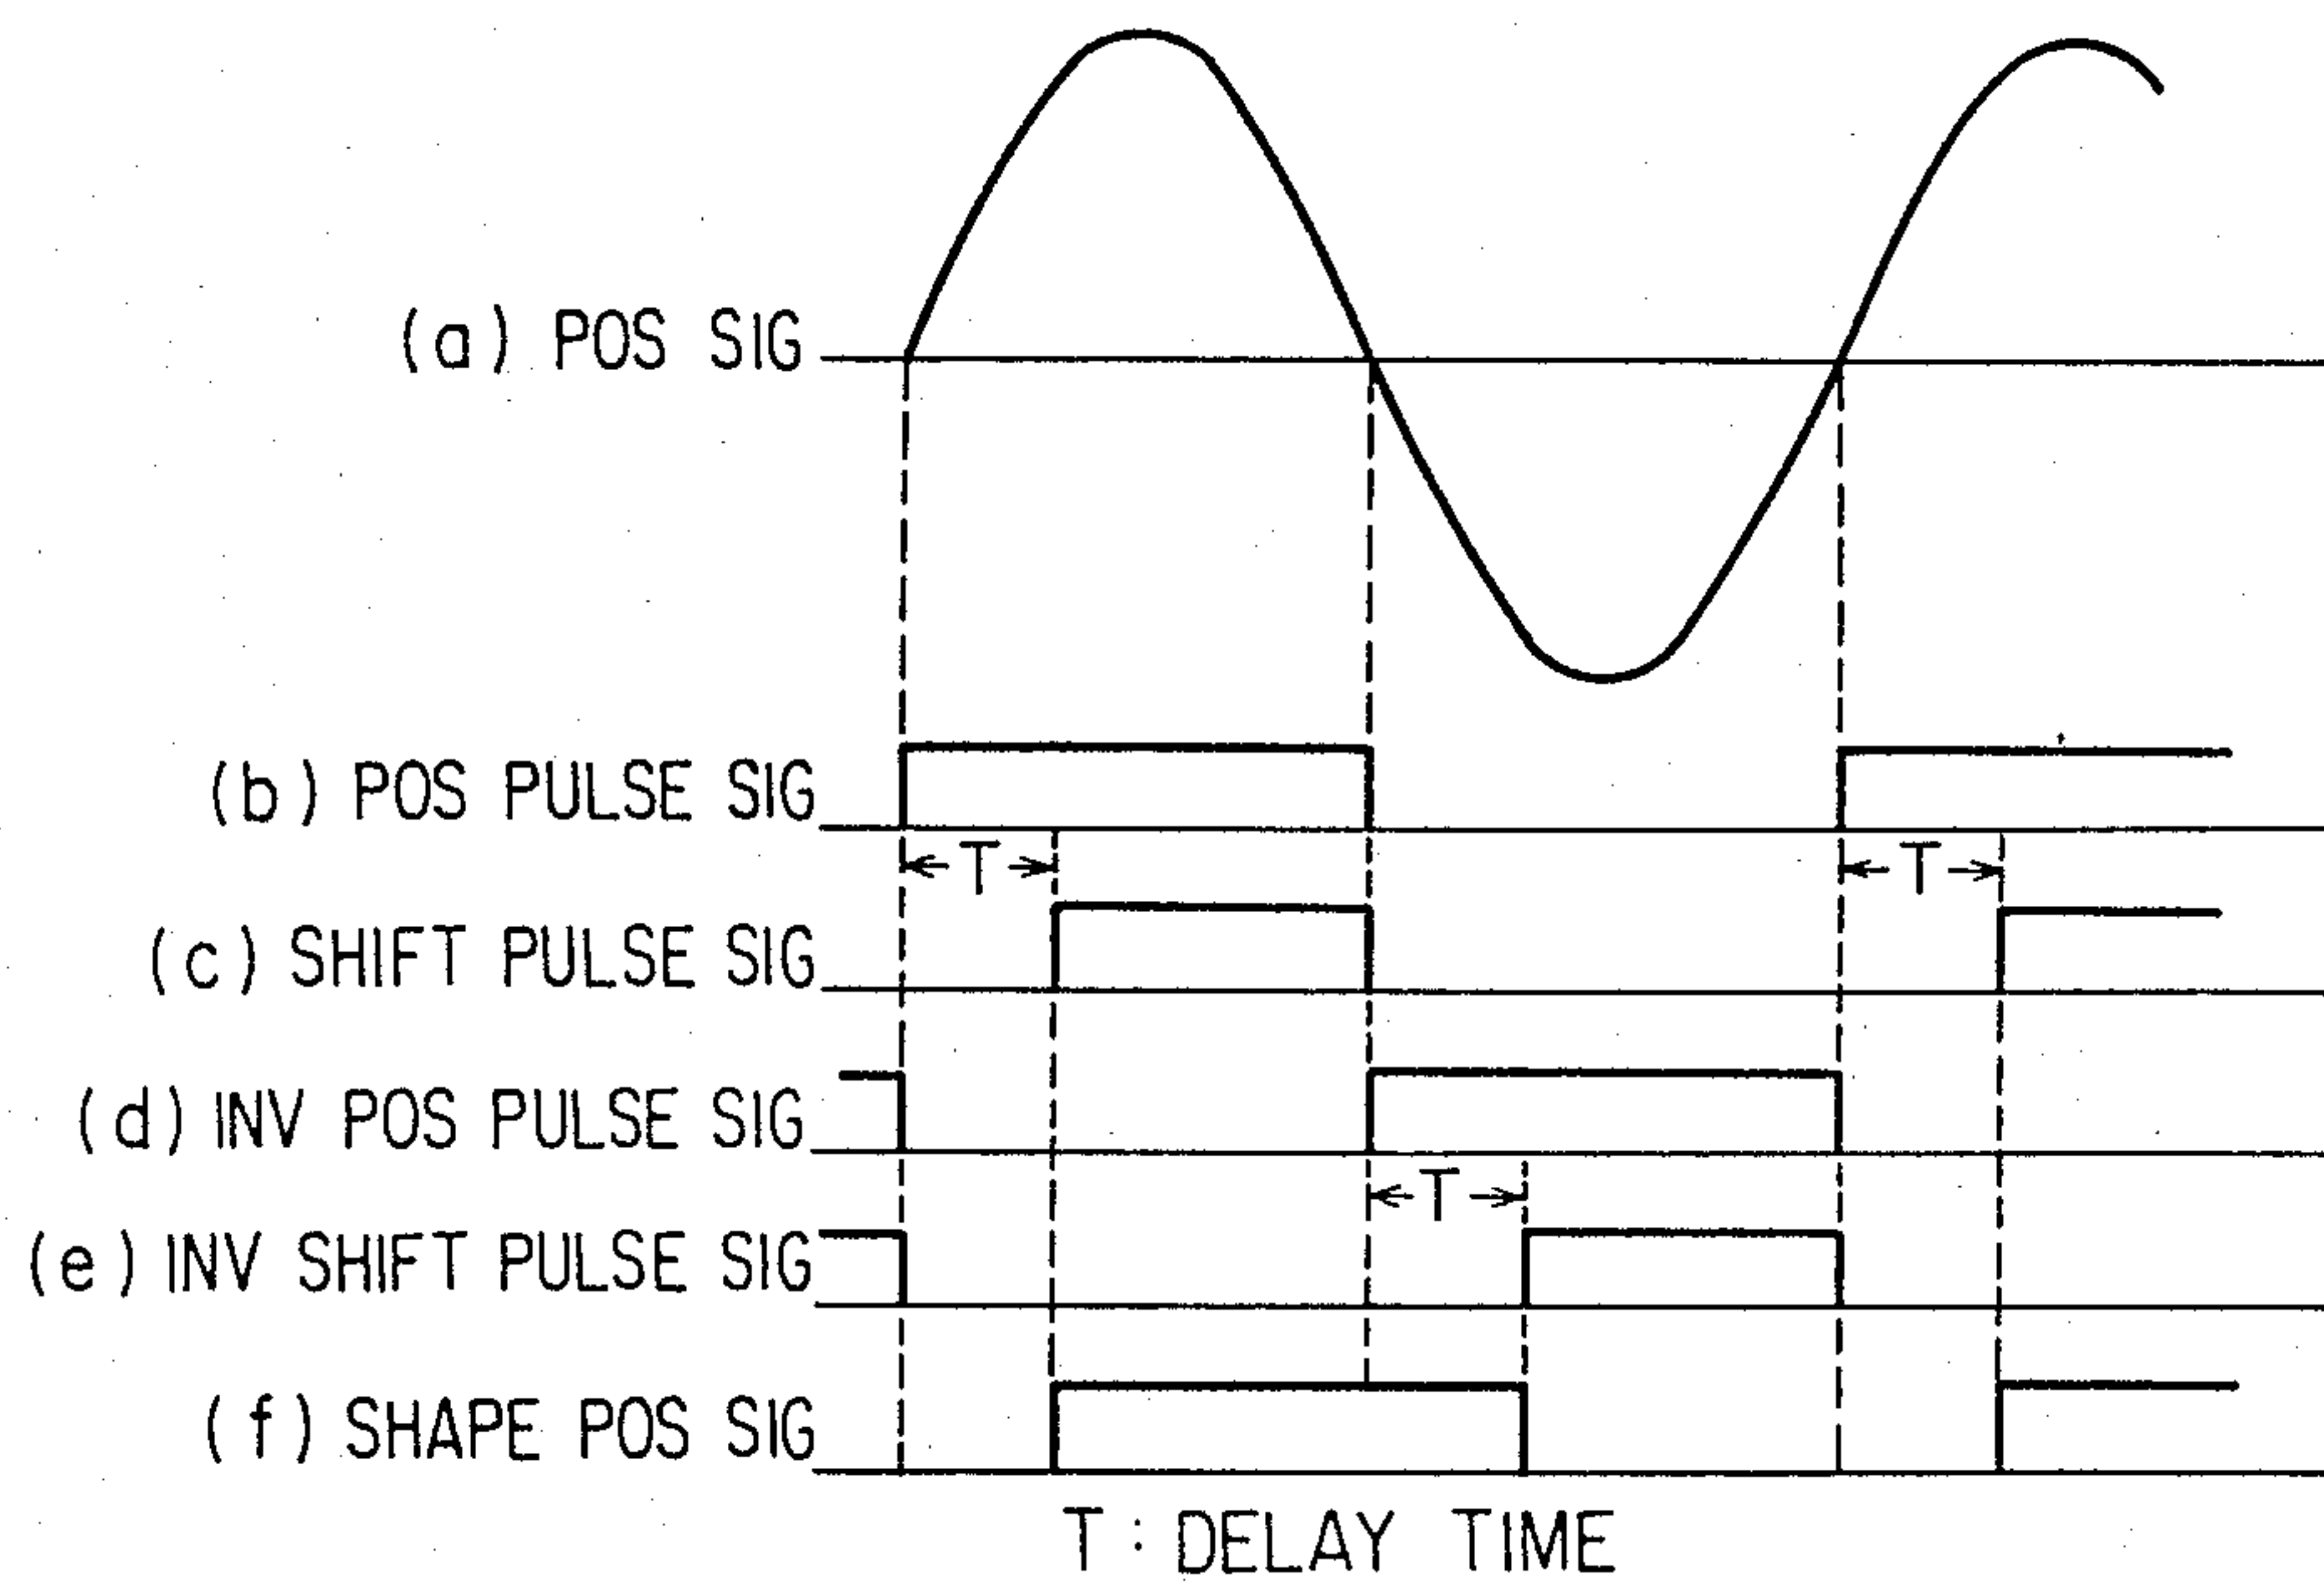 (a) POS SIG
(b) POS PULSE SIG
T T
(c) SHIFT PULSE SIG
(d) INV POS PULSE SIG
T
(e) INV SHIFT PULSE SIG
(f) SHAPE POS SIG
T : DELAY TIME